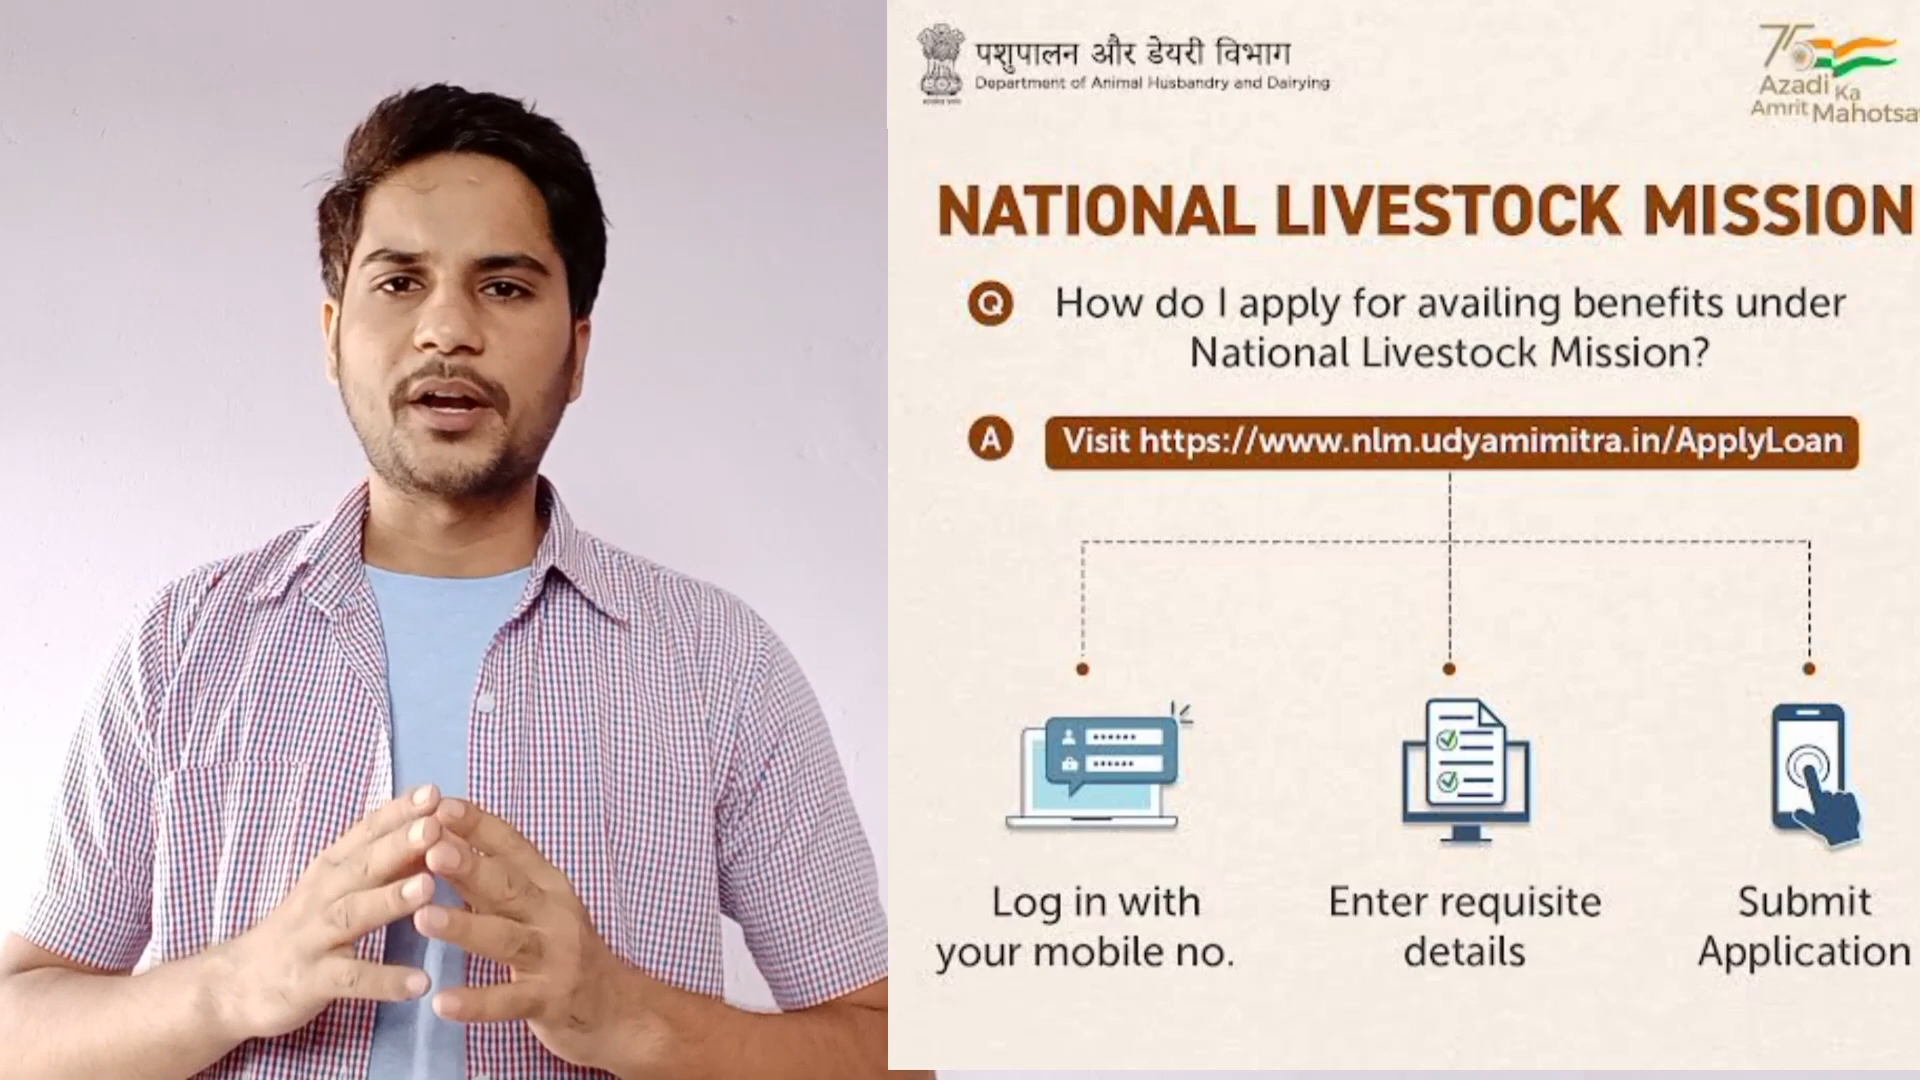 पशुपालन और डेयरी विभाग
Department of Animal Husbandry and Dairying
75
Azadi Ka
Amrit Mahotsa
NATIONAL LIVESTOCK MISSION
Q How do I apply for availing benefits under
National Livestock Mission?
A Visit https://www.nlm.udyamimitra.in/ApplyLoan
Log in with
your mobile no.
Enter requisite
details
Submit
Application